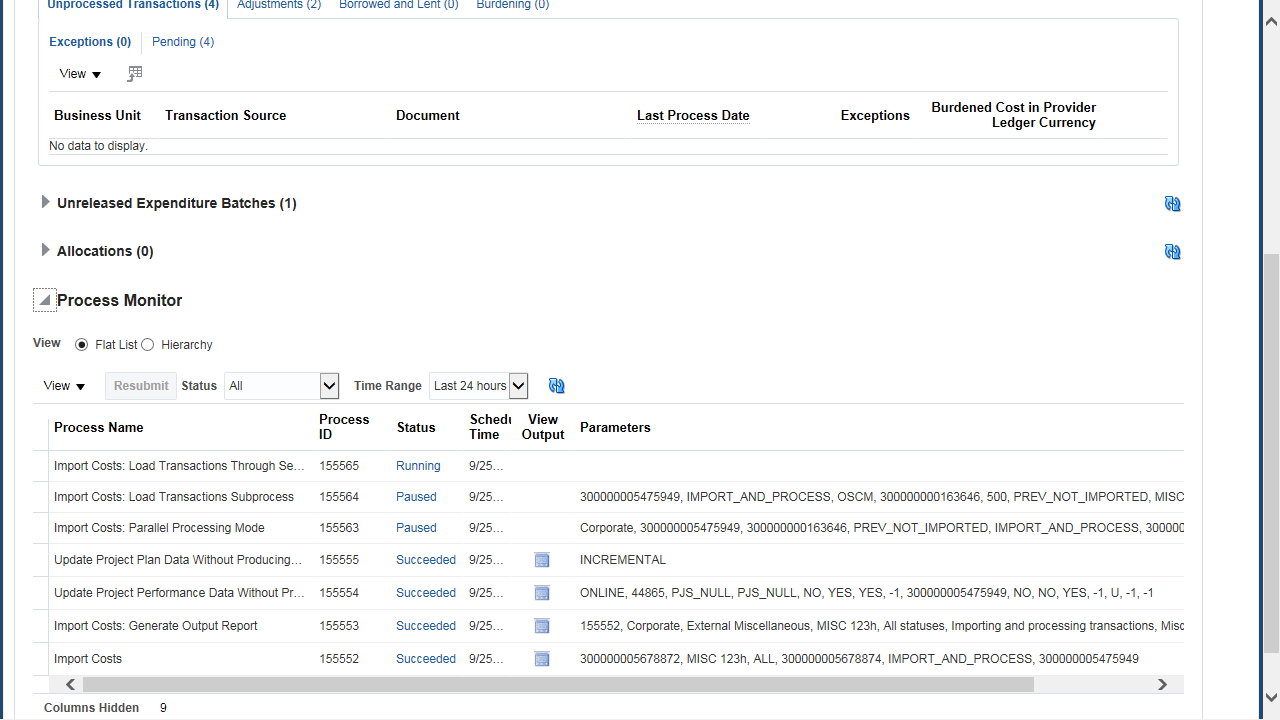 Unprocessed Transactions (4) Adjustments (2) Borrowed and Lent (0) Burdening (0)
Exceptions (0) Pending (4)
View
Business Unit Transaction Source Document Last Process Date Exceptions Burdened Cost in Provider Ledger Currency
No data to display.
Unreleased Expenditure Batches (1)
Allocations (0)
Process Monitor
View Flat List Hierarchy
View Resubmit Status All Time Range Last 24 hours
Process Name Process ID Status Schedu Time View Output Parameters
Import Costs: Load Transactions Through Se... 155565 Running 9/25...
Import Costs: Load Transactions Subprocess 155564 Paused 9/25... 300000005475949, IMPORT_AND_PROCESS, OSCM, 300000000163646, 500, PREV_NOT_IMPORTED, MISC
Import Costs: Parallel Processing Mode 155563 Paused 9/25... Corporate, 300000005475949, 300000000163646, PREV_NOT_IMPORTED, IMPORT_AND_PROCESS, 300000
Update Project Plan Data Without Producing... 155555 Succeeded 9/25... INCREMENTAL
Update Project Performance Data Without Pr... 155554 Succeeded 9/25... ONLINE, 44865, PJS_NULL, PJS_NULL, NO, YES, YES, -1, 300000005475949, NO, NO, YES, -1, U, -1, -1
Import Costs: Generate Output Report 155553 Succeeded 9/25... 155552, Corporate, External Miscellaneous, MISC 123h, All statuses, Importing and processing transactions, Misc
Import Costs 155552 Succeeded 9/25... 300000005678872, MISC 123h, ALL, 300000005678874, IMPORT_AND_PROCESS, 300000005475949
Columns Hidden 9